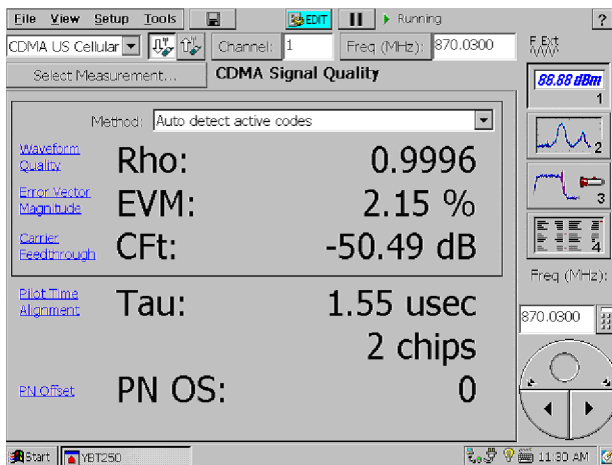 File View Setup Tools EDIT Running ?
CDMA US Cellular Channel: 1 Freq (MHz): 870.0300 F Ext
Select Measurement... CDMA Signal Quality
88.88 dBm
1
Method: Auto detect active codes
Waveform Quality Rho: 0.9996
2
Error Vector Magnitude EVM: 2.15 %
3
Carrier Feedthrough CFt: -50.49 dB
4
Freq (MHz):
Pilot Time Alignment Tau: 1.55 usec
870.0300
2 chips
PN Offset PN OS: 0
Start YBT250 11:30 AM